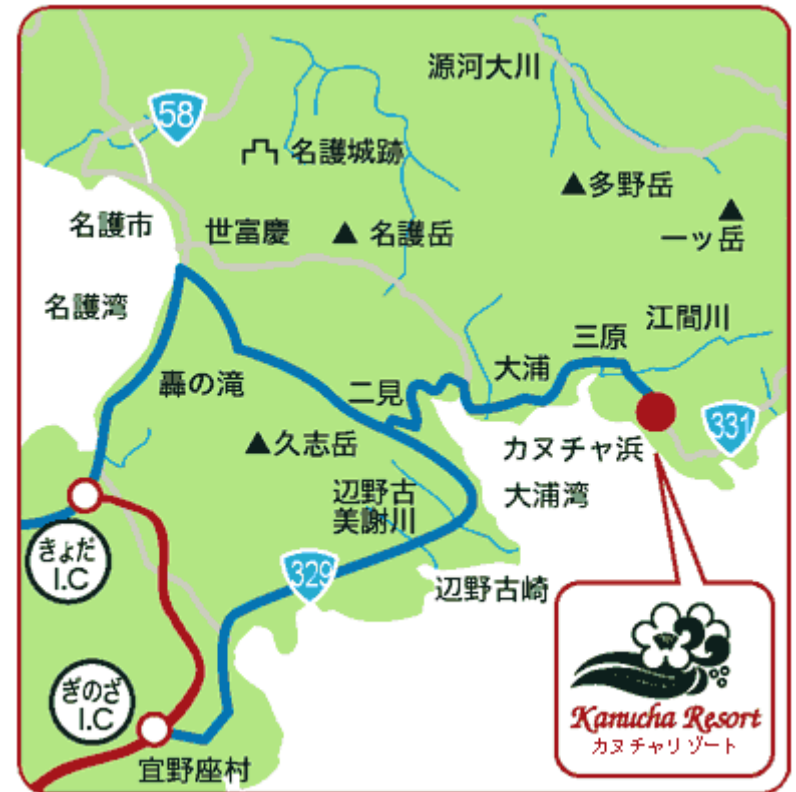 源河大川
58
名護城跡
多野岳
名護市
世富慶
名護岳
一ッ岳
名護湾
江間川
三原
大浦
轟の滝
二見
331
久志岳
カヌチャ浜
辺野古
美謝川
大浦湾
きょだ
I.C
329
辺野古崎
ぎのざ
I.C
Kanucha Resort
カヌチャリゾート
宜野座村